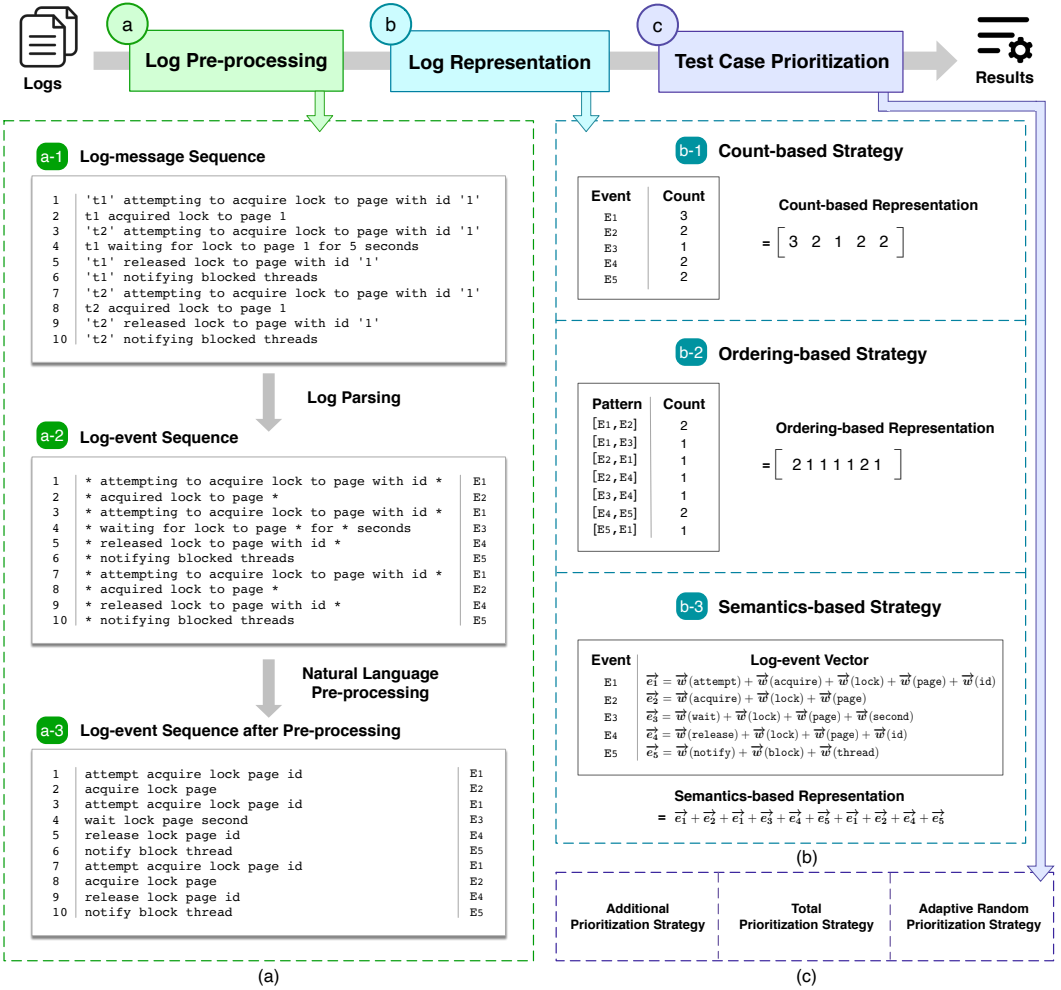 Logs
a
Log Pre-processing
b
Log Representation
c
Test Case Prioritization
Results
a-1 Log-message Sequence
1 't1' attempting to acquire lock to page with id '1'
2 t1 acquired lock to page 1
3 't2' attempting to acquire lock to page with id '1'
4 t1 waiting for lock to page 1 for 5 seconds
5 't1' released lock to page with id '1'
6 't1' notifying blocked threads
7 't2' attempting to acquire lock to page with id '1'
8 t2 acquired lock to page 1
9 't2' released lock to page with id '1'
10 't2' notifying blocked threads
Log Parsing
a-2 Log-event Sequence
1 * attempting to acquire lock to page with id * E1
2 * acquired lock to page * E2
3 * attempting to acquire lock to page with id * E1
4 * waiting for lock to page * for * seconds E3
5 * released lock to page with id * E4
6 * notifying blocked threads E5
7 * attempting to acquire lock to page with id * E1
8 * acquired lock to page * E2
9 * released lock to page with id * E4
10 * notifying blocked threads E5
Natural Language
Pre-processing
a-3 Log-event Sequence after Pre-processing
1 attempt acquire lock page id E1
2 acquire lock page E2
3 attempt acquire lock page id E1
4 wait lock page second E3
5 release lock page id E4
6 notify block thread E5
7 attempt acquire lock page id E1
8 acquire lock page E2
9 release lock page id E4
10 notify block thread E5
(a)
b-1 Count-based Strategy
Event Count
E1 3
E2 2
E3 1
E4 2
E5 2
Count-based Representation
= [ 3 2 1 2 2 ]
b-2 Ordering-based Strategy
Pattern Count
[E1,E2] 2
[E1,E3] 1
[E2,E1] 1
[E2,E4] 1
[E3,E4] 1
[E4,E5] 2
[E5,E1] 1
Ordering-based Representation
= [ 2 1 1 1 1 2 1 ]
b-3 Semantics-based Strategy
Event Log-event Vector
E1 e⃗1 = w⃗(attempt) + w⃗(acquire) + w⃗(lock) + w⃗(page) + w⃗(id)
E2 e⃗2 = w⃗(acquire) + w⃗(lock) + w⃗(page)
E3 e⃗3 = w⃗(wait) + w⃗(lock) + w⃗(page) + w⃗(second)
E4 e⃗4 = w⃗(release) + w⃗(lock) + w⃗(page) + w⃗(id)
E5 e⃗5 = w⃗(notify) + w⃗(block) + w⃗(thread)
Semantics-based Representation
= e⃗1 + e⃗2 + e⃗1 + e⃗3 + e⃗4 + e⃗5 + e⃗1 + e⃗2 + e⃗4 + e⃗5
(b)
Additional
Prioritization Strategy
Total
Prioritization Strategy
Adaptive Random
Prioritization Strategy
(c)